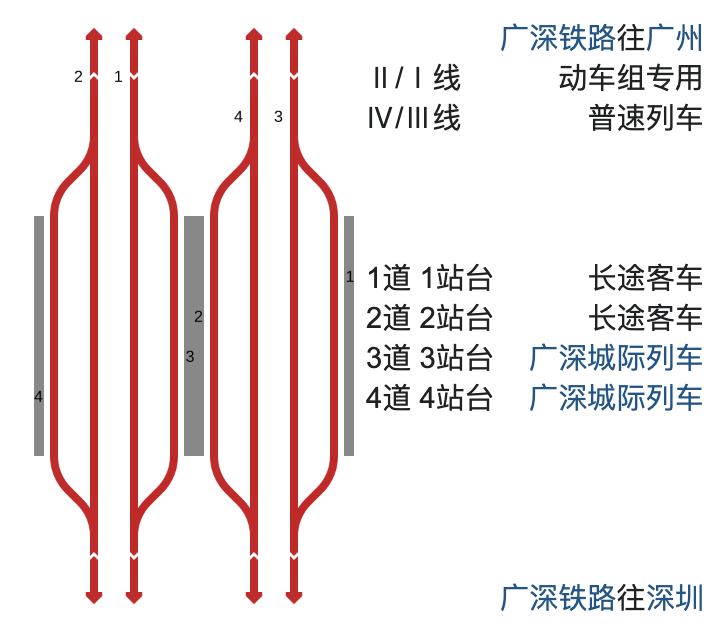 广深铁路往广州
2 1 II / I 线 动车组专用
4 3 IV/III线 普速列车
1 1道 1站台 长途客车
2 2道 2站台 长途客车
3 3道 3站台 广深城际列车
4 4道 4站台 广深城际列车
广深铁路往深圳